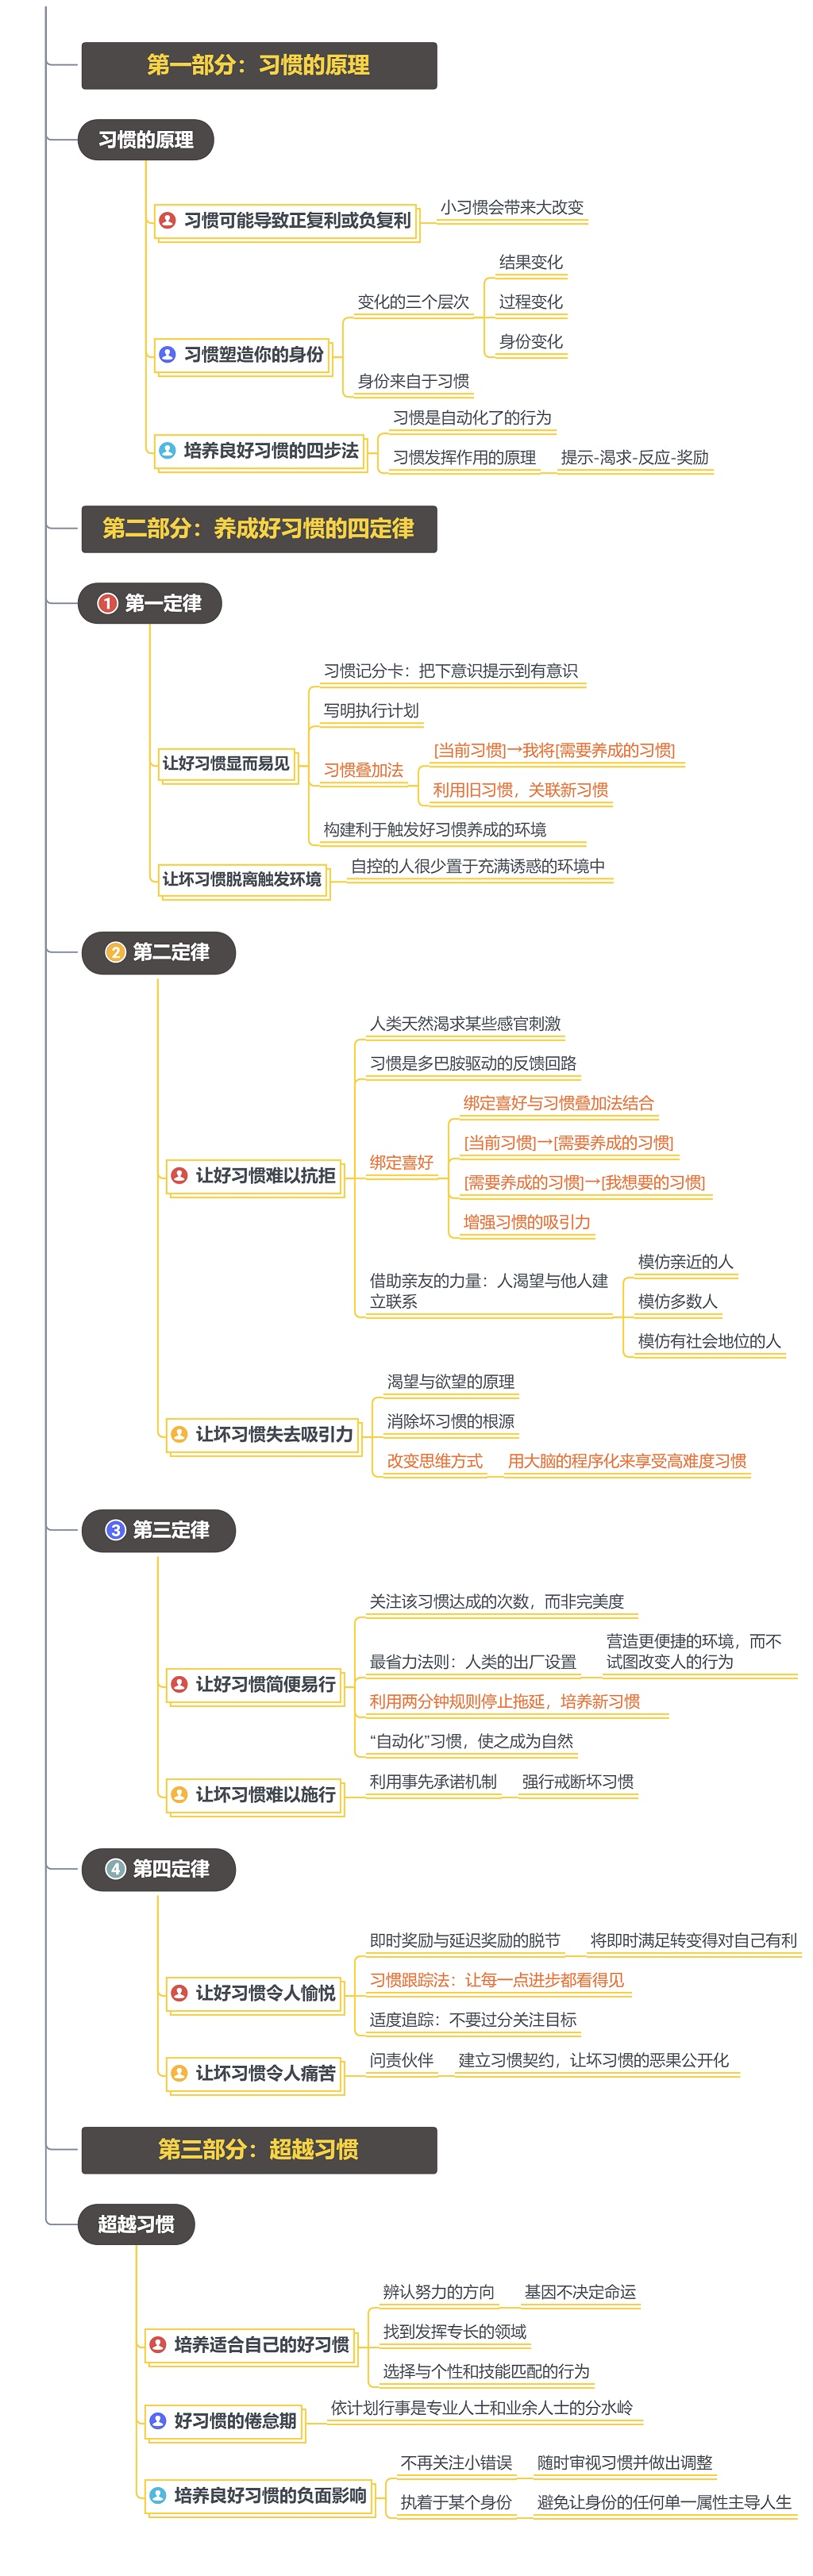 第一部分：习惯的原理
习惯的原理
习惯可能导致正复利或负复利
小习惯会带来大改变
习惯塑造你的身份
变化的三个层次
结果变化
过程变化
身份变化
身份来自于习惯
培养良好习惯的四步法
习惯是自动化了的行为
习惯发挥作用的原理
提示-渴求-反应-奖励
第二部分：养成好习惯的四定律
1 第一定律
让好习惯显而易见
习惯记分卡：把下意识提示到有意识
写明执行计划
习惯叠加法
[当前习惯]→我将[需要养成的习惯]
利用旧习惯，关联新习惯
构建利于触发好习惯养成的环境
让坏习惯脱离触发环境
自控的人很少置于充满诱惑的环境中
2 第二定律
让好习惯难以抗拒
人类天然渴求某些感官刺激
习惯是多巴胺驱动的反馈回路
绑定喜好
绑定喜好与习惯叠加法结合
[当前习惯]→[需要养成的习惯]
[需要养成的习惯]→[我想要的习惯]
增强习惯的吸引力
借助亲友的力量：人渴望与他人建
立联系
模仿亲近的人
模仿多数人
模仿有社会地位的人
让坏习惯失去吸引力
渴望与欲望的原理
消除坏习惯的根源
改变思维方式
用大脑的程序化来享受高难度习惯
3 第三定律
让好习惯简便易行
关注该习惯达成的次数，而非完美度
最省力法则：人类的出厂设置
营造更便捷的环境，而不
试图改变人的行为
利用两分钟规则停止拖延，培养新习惯
“自动化”习惯，使之成为自然
让坏习惯难以施行
利用事先承诺机制
强行戒断坏习惯
4 第四定律
让好习惯令人愉悦
即时奖励与延迟奖励的脱节
将即时满足转变得对自己有利
习惯跟踪法：让每一点进步都看得见
适度追踪：不要过分关注目标
让坏习惯令人痛苦
问责伙伴
建立习惯契约，让坏习惯的恶果公开化
第三部分：超越习惯
超越习惯
培养适合自己的好习惯
辨认努力的方向
基因不决定命运
找到发挥专长的领域
选择与个性和技能匹配的行为
好习惯的倦怠期
依计划行事是专业人士和业余人士的分水岭
培养良好习惯的负面影响
不再关注小错误
随时审视习惯并做出调整
执着于某个身份
避免让身份的任何单一属性主导人生